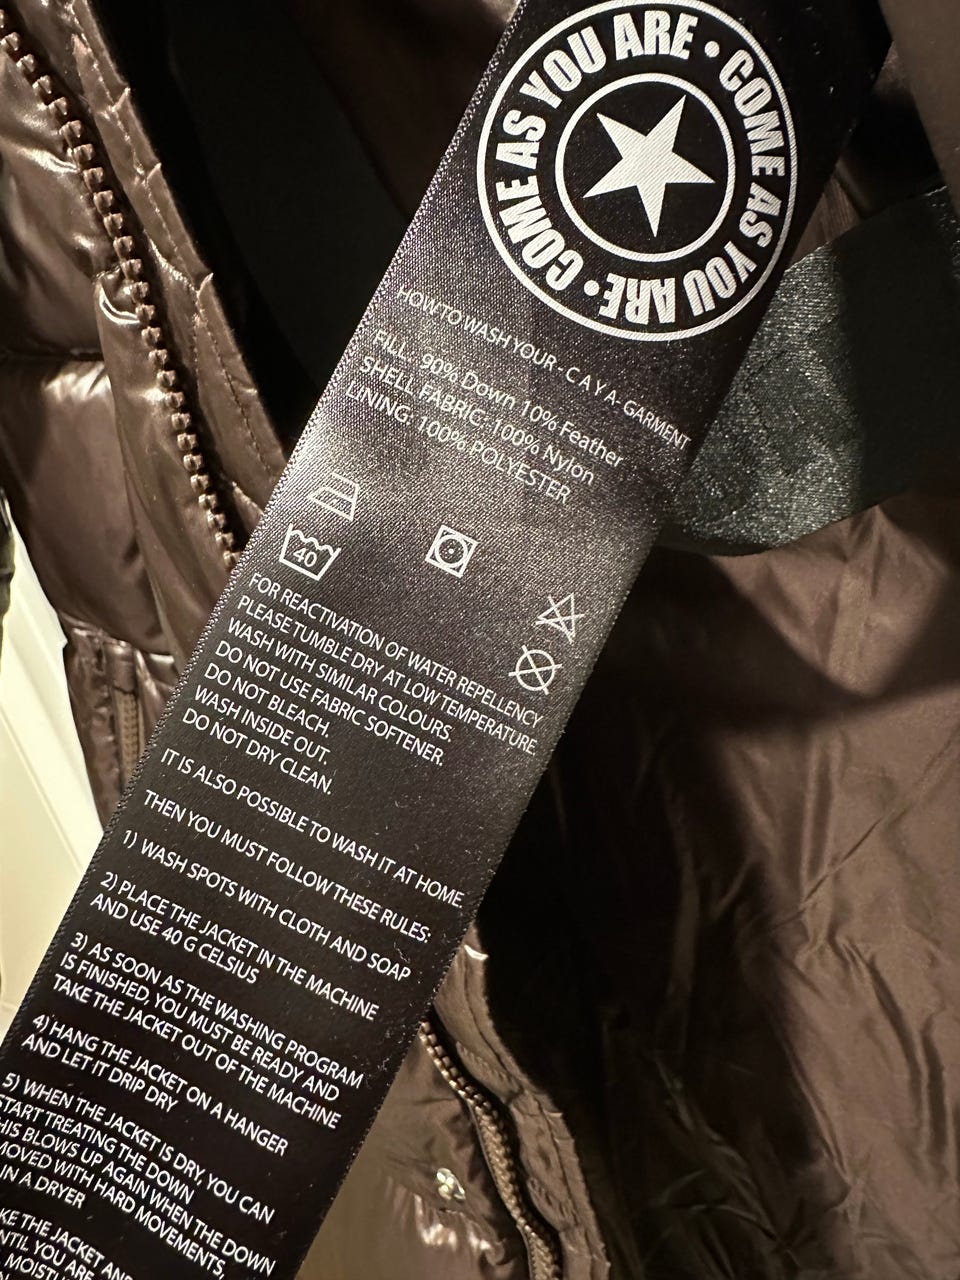 COME AS YOU ARE • COME AS YOU ARE •
HOW TO WASH YOUR - C A Y A - GARMENT
FILL: 90% Down 10% Feather
SHELL FABRIC: 100% Nylon
LINING: 100% POLYESTER
40
FOR REACTIVATION OF WATER REPELLENCY
PLEASE TUMBLE DRY AT LOW TEMPERATURE
WASH WITH SIMILAR COLOURS
DO NOT USE FABRIC SOFTENER.
DO NOT BLEACH.
WASH INSIDE OUT.
DO NOT DRY CLEAN.
IT IS ALSO POSSIBLE TO WASH IT AT HOME
THEN YOU MUST FOLLOW THESE RULES:
1) WASH SPOTS WITH CLOTH AND SOAP
2) PLACE THE JACKET IN THE MACHINE
AND USE 40 G CELSIUS
3) AS SOON AS THE WASHING PROGRAM
IS FINISHED, YOU MUST BE READY AND
TAKE THE JACKET OUT OF THE MACHINE
4) HANG THE JACKET ON A HANGER
AND LET IT DRIP DRY
5) WHEN THE JACKET IS DRY, YOU CAN
START TREATING THE DOWN
BLOWS UP AGAIN WHEN THE DOWN
WITH HARD MOVEMENTS,
IN A DRYER
THE JACKET AND
YOU ARE